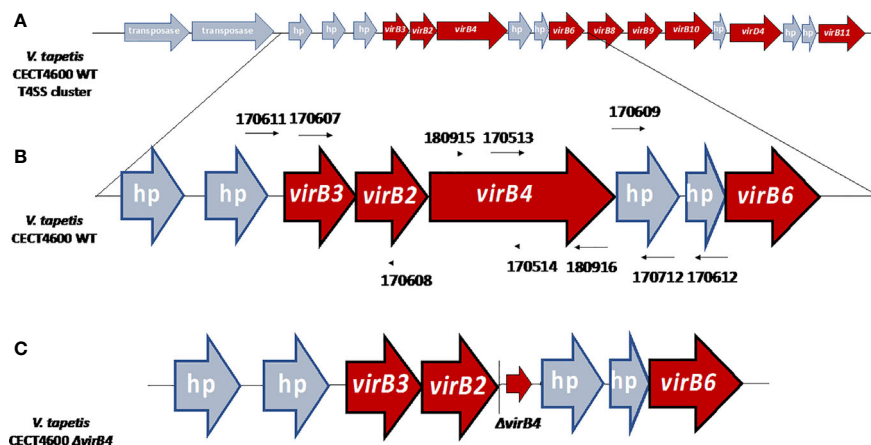 A
transposase transposase hp hp hp virB3 virB2 virB4 hp hp virB6 virB8 virB9 virB10 hp virD4 hp hp virB11
V. tapetis
CECT4600 WT
T4SS cluster
170611 170607 180915 170513 170609
B
hp hp virB3 virB2 virB4 hp hp virB6
V. tapetis
CECT4600 WT
170608 170514 180916 170712 170612
C
hp hp virB3 virB2 hp hp virB6
ΔvirB4
V. tapetis
CECT4600 ΔvirB4